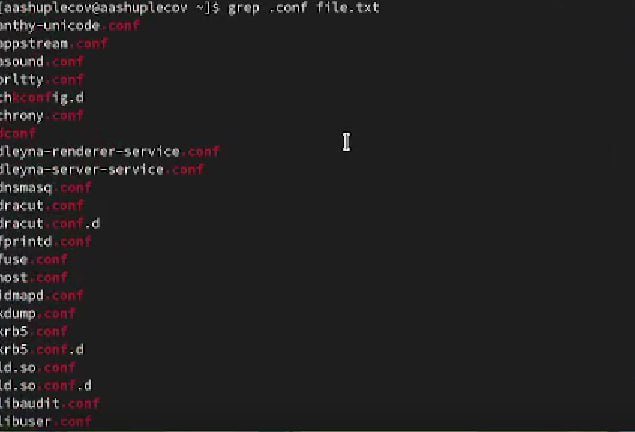 [aashuplecov@aashuplecov ~]$ grep .conf file.txt
anthy-unicode.conf
appstream.conf
asound.conf
brltty.conf
chkconfig.d
chrony.conf
dconf
dleyna-renderer-service.conf
dleyna-server-service.conf
dnsmasq.conf
dracut.conf
dracut.conf.d
fprintd.conf
fuse.conf
host.conf
idmapd.conf
kdump.conf
krb5.conf
krb5.conf.d
ld.so.conf
ld.so.conf.d
libaudit.conf
libuser.conf